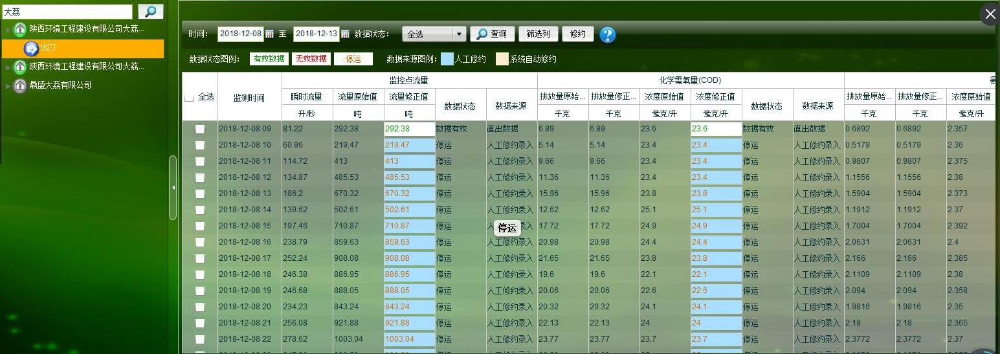 大荔
陕西环境工程建设有限公司大荔...
出口
陕西环境工程建设有限公司大荔...
鼎盛大荔有限公司
时间： 2018-12-08 至 2018-12-13 数据状态： 全选 查询 筛选列 修约
数据状态图例： 有效数据 无效数据 停运 数据来源图例： 人工修约 系统自动修约
监控点流量 化学需氧量(COD)
全选 监测时间 瞬时流量 流量原始值 流量修正值 数据状态 数据来源 排放量原始... 排放量修正... 浓度原始值 浓度修正值 数据状态 数据来源 排放量原始... 排放量修正... 浓度原始值
升/秒 吨 吨 千克 千克 毫克/升 毫克/升 千克 千克 毫克/升
2018-12-08 09 81.22 292.38 292.38 数据有效 直出数据 6.89 6.89 23.6 23.6 数据有效 直出数据 0.6892 0.6892 2.357
2018-12-08 10 60.96 219.47 219.47 停运 人工修约录入 5.14 5.14 23.4 23.4 停运 人工修约录入 0.5179 0.5179 2.36
2018-12-08 11 114.72 413 413 停运 人工修约录入 9.66 9.66 23.4 23.4 停运 人工修约录入 0.9807 0.9807 2.375
2018-12-08 12 134.87 485.53 485.53 停运 人工修约录入 11.36 11.36 23.4 23.4 停运 人工修约录入 1.1556 1.1556 2.38
2018-12-08 13 186.2 670.32 670.32 停运 人工修约录入 15.96 15.96 23.8 23.8 停运 人工修约录入 1.5904 1.5904 2.373
2018-12-08 14 139.62 502.61 502.61 停运 人工修约录入 12.62 12.62 25.1 25.1 停运 人工修约录入 1.1912 1.1912 2.37
2018-12-08 15 197.46 710.87 710.87 停运 人 停运 录入 17.72 17.72 24.9 24.9 停运 人工修约录入 1.7004 1.7004 2.392
2018-12-08 16 238.79 859.63 859.63 停运 人工修约录入 20.98 20.98 24.4 24.4 停运 人工修约录入 2.0631 2.0631 2.4
2018-12-08 17 252.24 908.08 908.08 停运 人工修约录入 21.65 21.65 23.8 23.8 停运 人工修约录入 2.166 2.166 2.385
2018-12-08 18 246.38 886.95 886.95 停运 人工修约录入 19.6 19.6 22.1 22.1 停运 人工修约录入 2.1109 2.1109 2.38
2018-12-08 19 246.68 888.05 888.05 停运 人工修约录入 20.06 20.06 22.6 22.6 停运 人工修约录入 2.094 2.094 2.358
2018-12-08 20 234.23 843.24 843.24 停运 人工修约录入 20.32 20.32 24.1 24.1 停运 人工修约录入 1.9816 1.9816 2.35
2018-12-08 21 256.08 921.88 921.88 停运 人工修约录入 22.13 22.13 24 24 停运 人工修约录入 2.18 2.18 2.365
2018-12-08 22 278.62 1003.04 1003.04 停运 人工修约录入 23.77 23.77 23.7 23.7 停运 人工修约录入 2.3772 2.3772 2.37